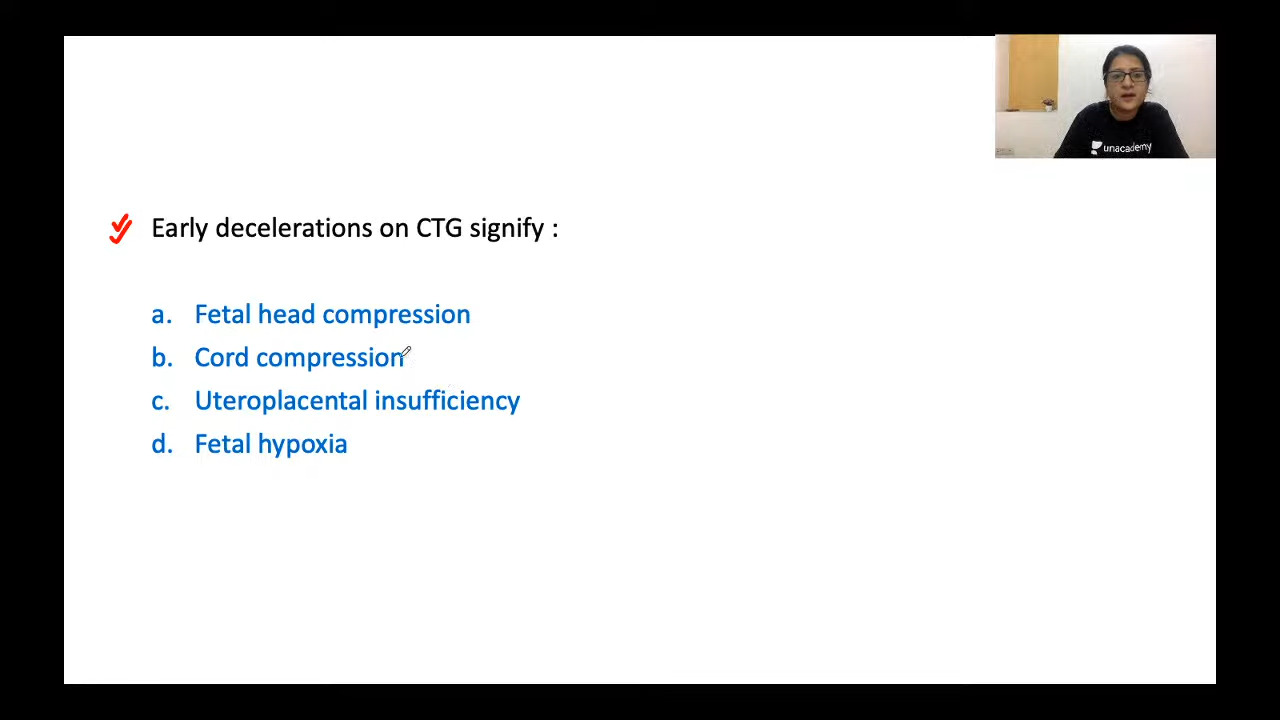 unacademy
Early decelerations on CTG signify :
a. Fetal head compression
b. Cord compression
c. Uteroplacental insufficiency
d. Fetal hypoxia